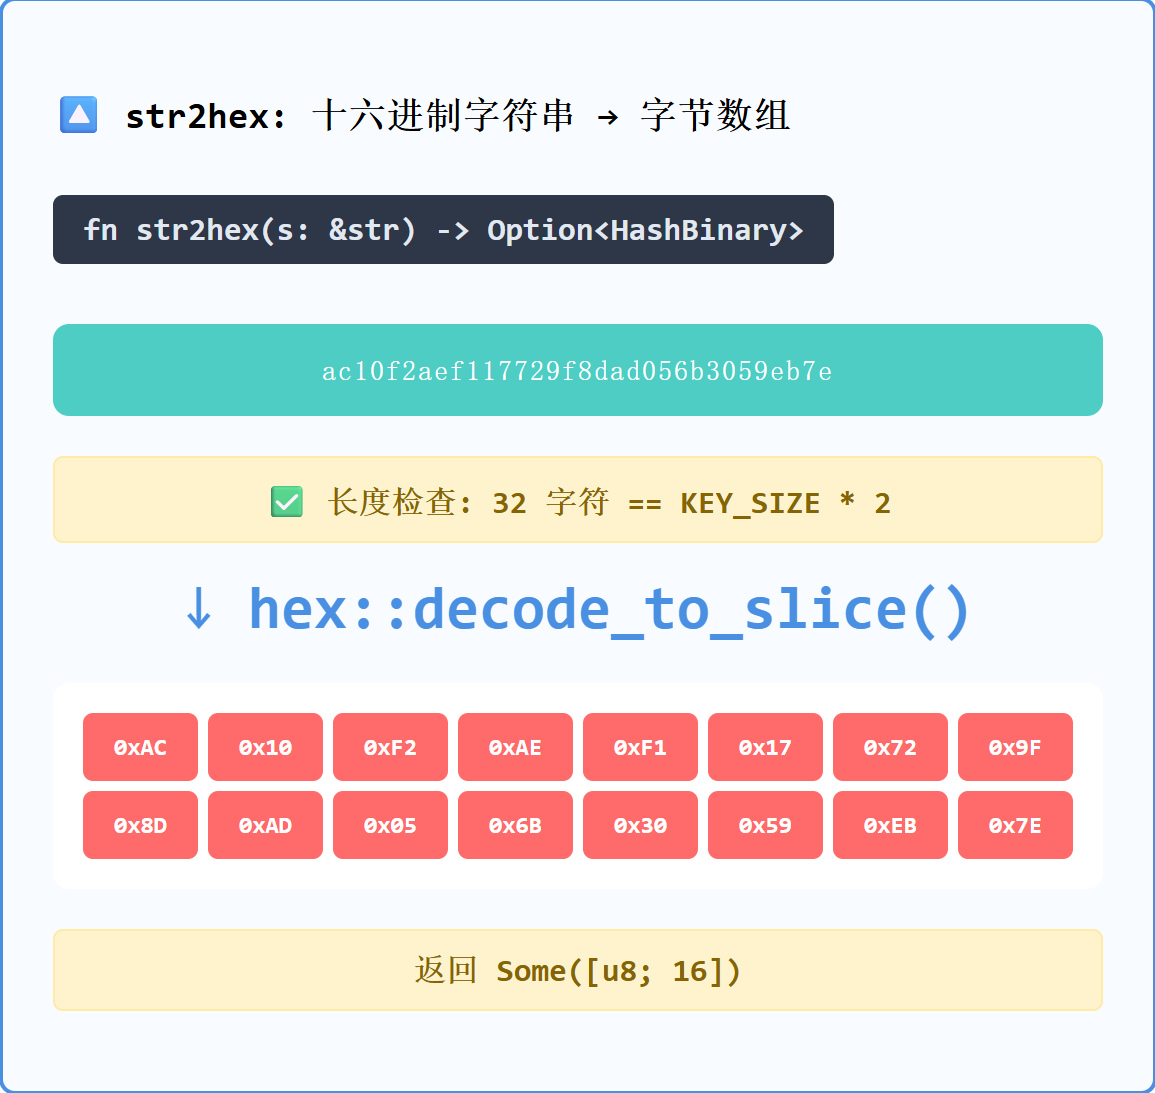 str2hex: 十六进制字符串 → 字节数组
fn str2hex(s: &str) -> Option<HashBinary>
ac10f2aef117729f8dad056b3059eb7e
✅ 长度检查: 32 字符 == KEY_SIZE * 2
↓ hex::decode_to_slice()
0xAC 0x10 0xF2 0xAE 0xF1 0x17 0x72 0x9F
0x8D 0xAD 0x05 0x6B 0x30 0x59 0xEB 0x7E
返回 Some([u8; 16])